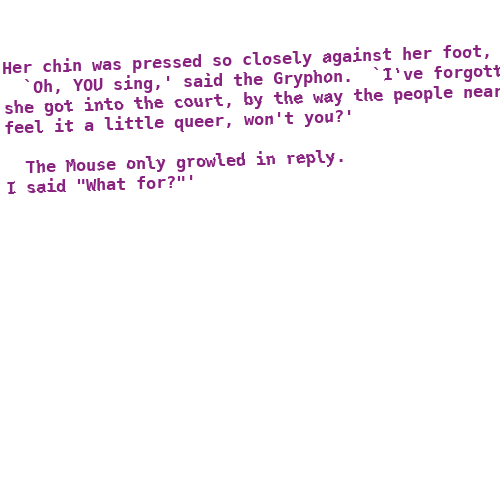 Her chin was pressed so closely against her foot,
`Oh, YOU sing,' said the Gryphon.  `I've forgott
she got into the court, by the way the people near
feel it a little queer, won't you?'
The Mouse only growled in reply.
I said "What for?"'